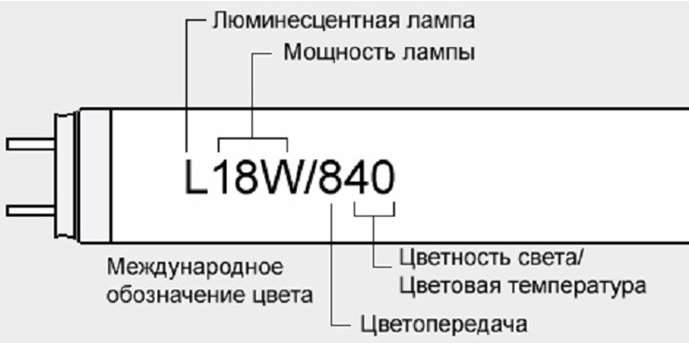 Люминесцентная лампа
Мощность лампы
L18W/840
Международное
обозначение цвета
Цветность света/
Цветовая температура
Цветопередача